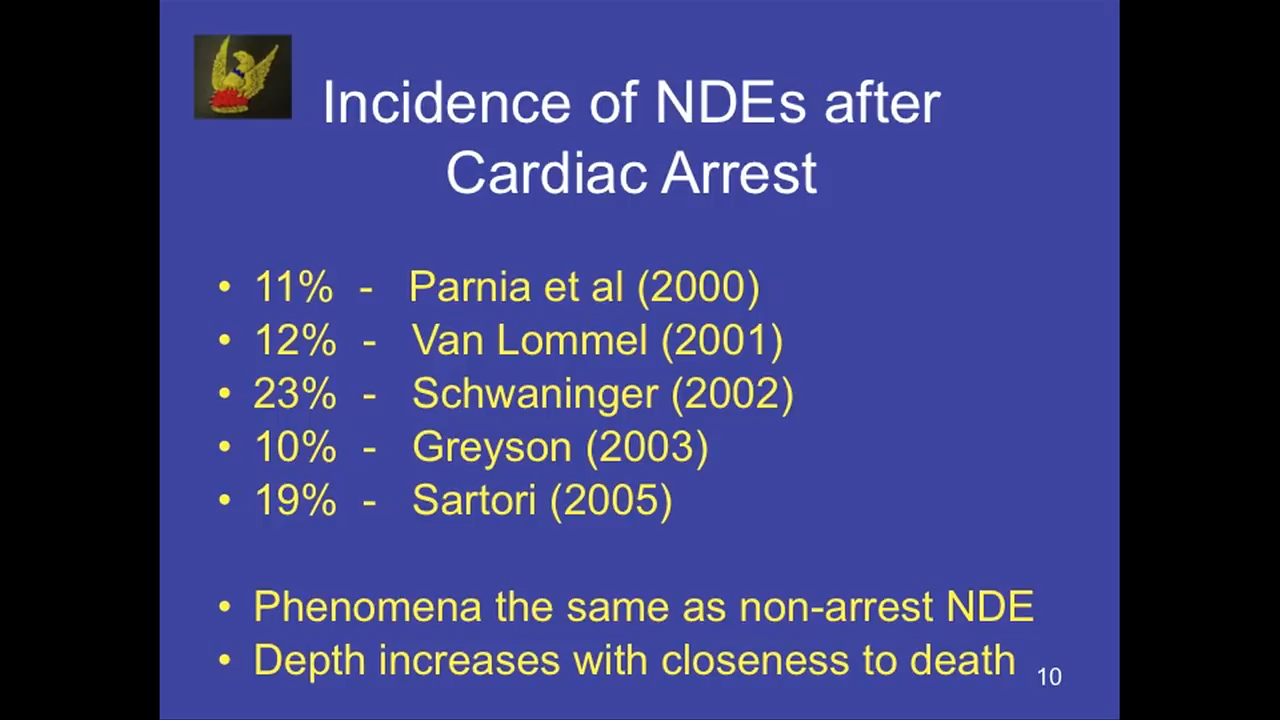 Incidence of NDEs after
Cardiac Arrest
• 11% - Parnia et al (2000)
• 12% - Van Lommel (2001)
• 23% - Schwaninger (2002)
• 10% - Greyson (2003)
• 19% - Sartori (2005)
• Phenomena the same as non-arrest NDE
• Depth increases with closeness to death
10